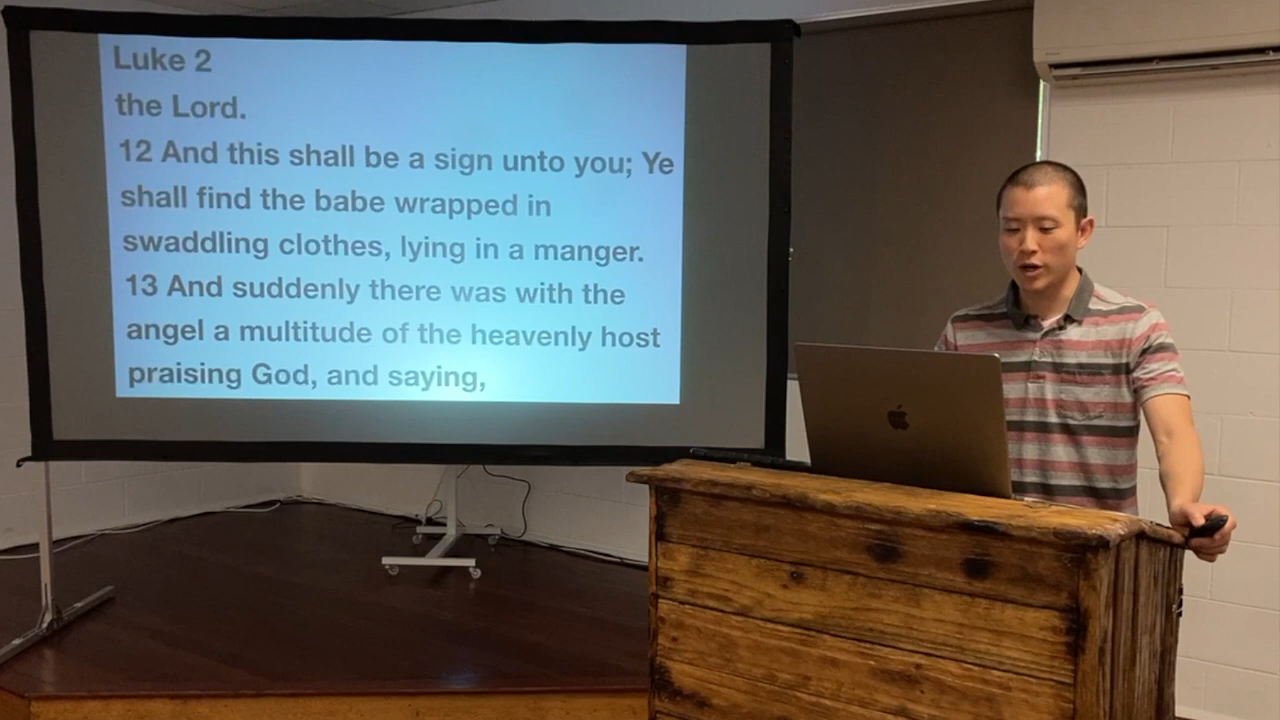 Luke 2
the Lord.
12 And this shall be a sign unto you; Ye
shall find the babe wrapped in
swaddling clothes, lying in a manger.
13 And suddenly there was with the
angel a multitude of the heavenly host
praising God, and saying,